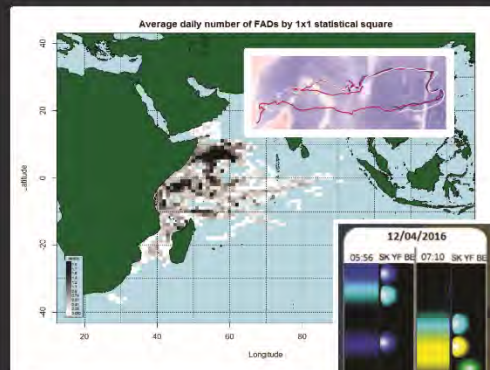 Average daily number of FADs by 1x1 statistical square
40
20
0
-20
-40
Latitude
20
40
60
80
Longitude
12/04/2016
05:56 SK YF BE 07:10 SK YF BE